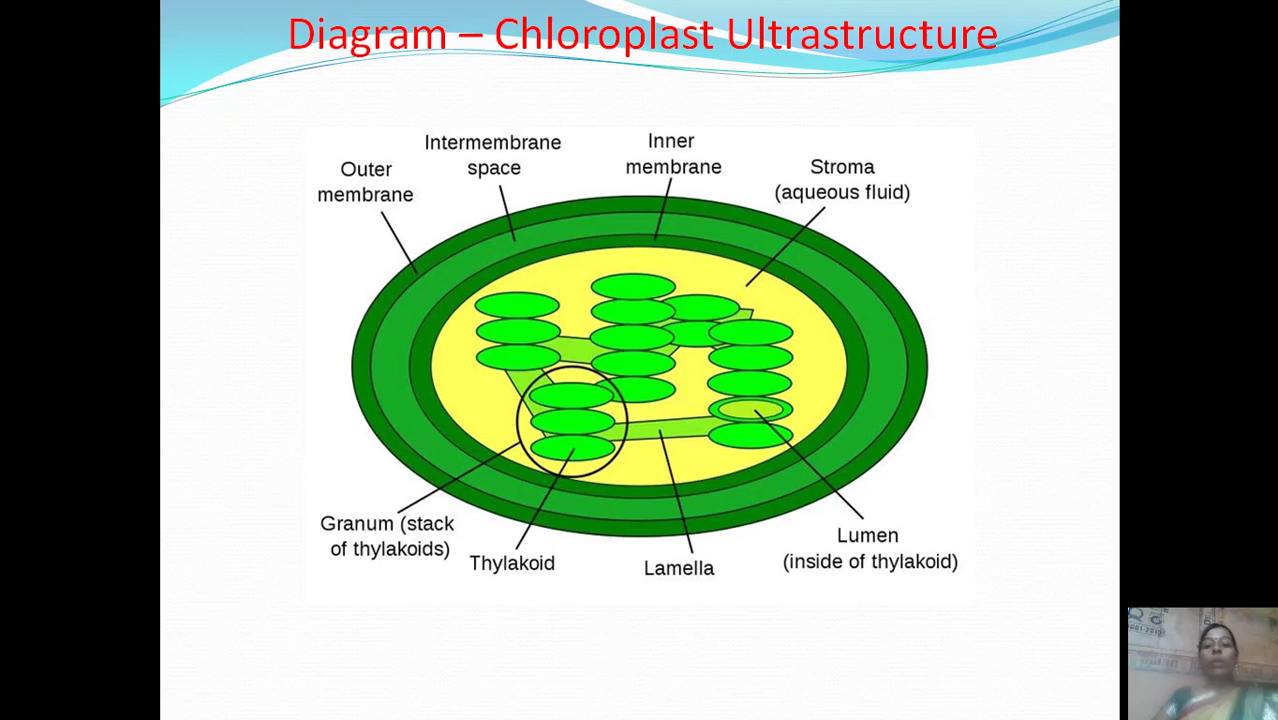 Diagram – Chloroplast Ultrastructure
Intermembrane
space
Inner
membrane
Outer
membrane
Stroma
(aqueous fluid)
Granum (stack
of thylakoids)
Thylakoid
Lamella
Lumen
(inside of thylakoid)